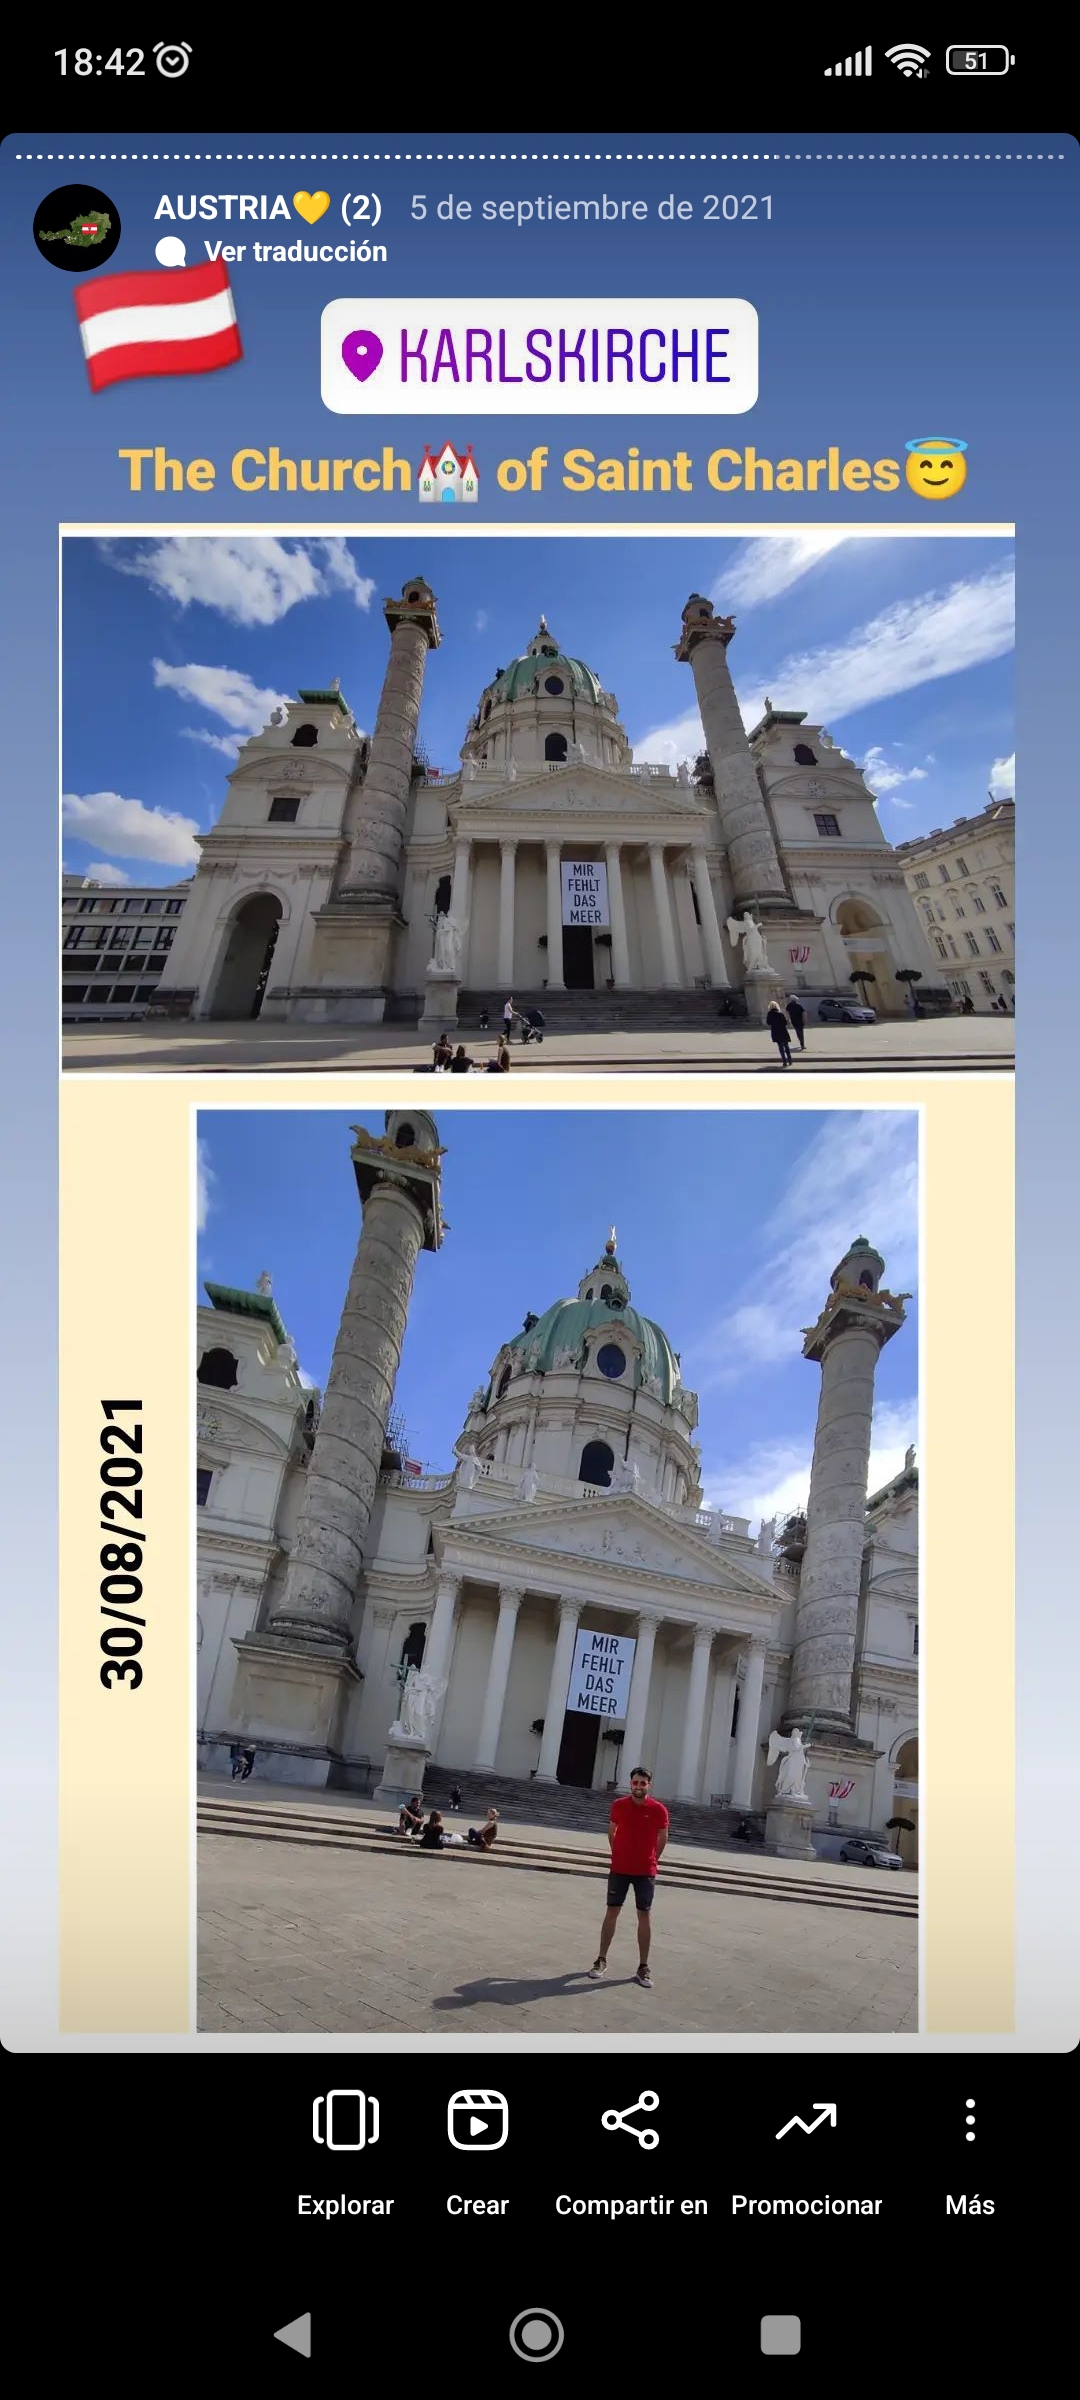 18:42
51
AUSTRIA💛 (2) 5 de septiembre de 2021
Ver traducción
KARLSKIRCHE
The Church of Saint Charles
MIR
FEHLT
DAS
MEER
30/08/2021
MIR
FEHLT
DAS
MEER
Explorar Crear Compartir en Promocionar Más